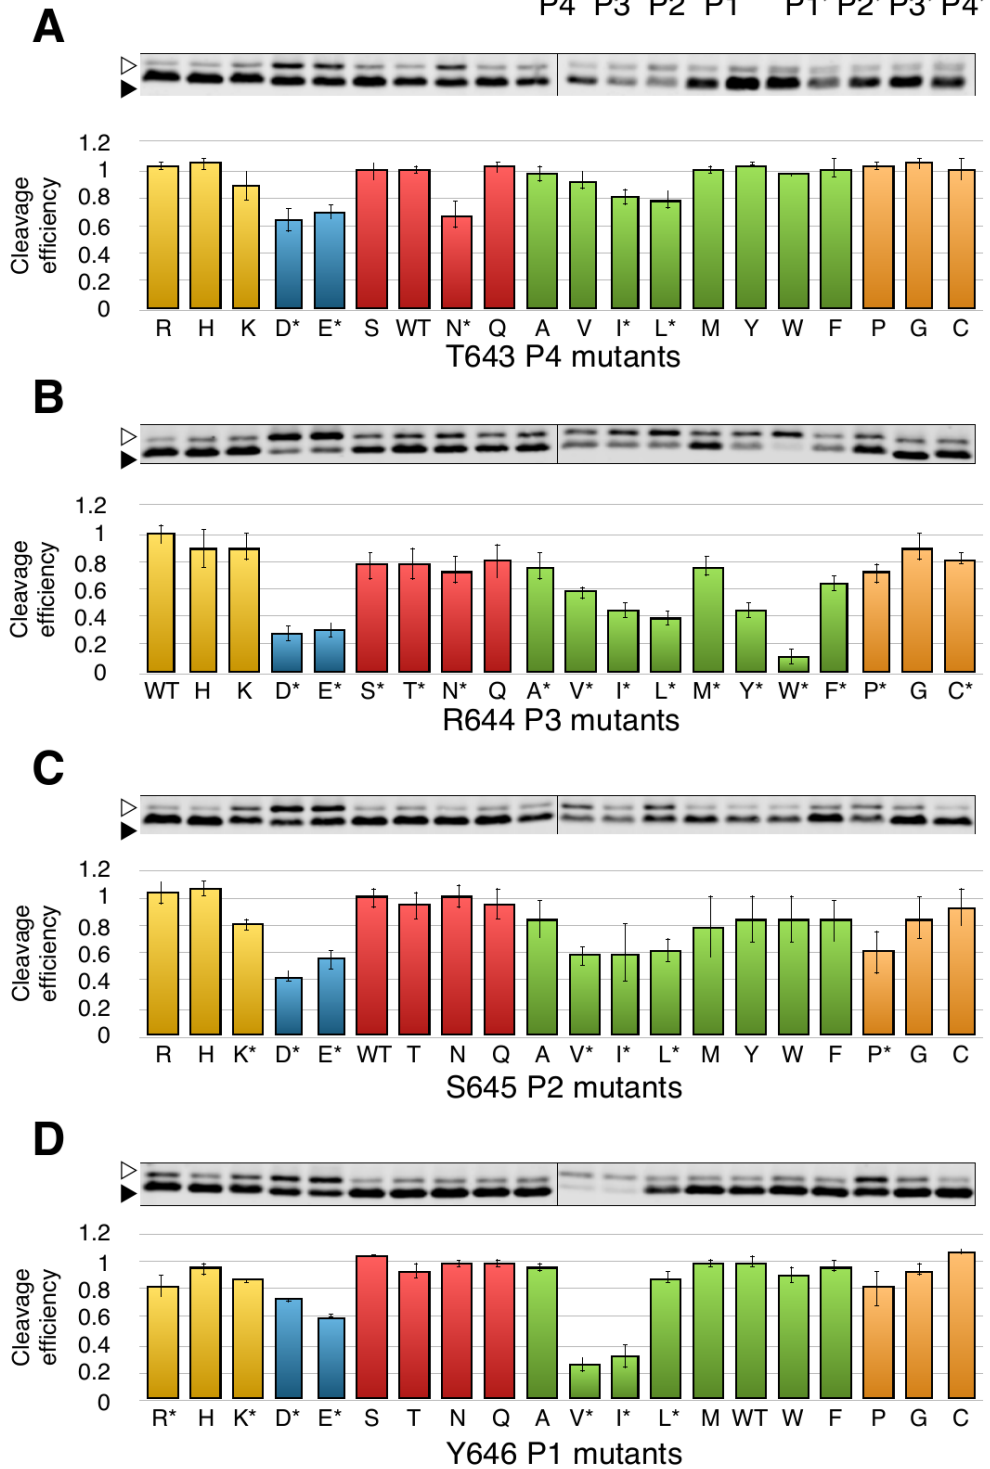 P4 P3 P2 P1 P1' P2' P3' P4'
A
1.2
1
0.8
0.6
0.4
0.2
0
Cleavage
efficiency
R H K D* E* S WT N* Q A V I* L* M Y W F P G C
T643 P4 mutants
B
1.2
1
0.8
0.6
0.4
0.2
0
Cleavage
efficiency
WT H K D* E* S* T* N* Q A* V* I* L* M* Y* W* F* P* G C*
R644 P3 mutants
C
1.2
1
0.8
0.6
0.4
0.2
0
Cleavage
efficiency
R H K* D* E* WT T N Q A V* I* L* M Y W F P* G C
S645 P2 mutants
D
1.2
1
0.8
0.6
0.4
0.2
0
Cleavage
efficiency
R* H K* D* E* S T N Q A V* I* L* M WT W F P G C
Y646 P1 mutants